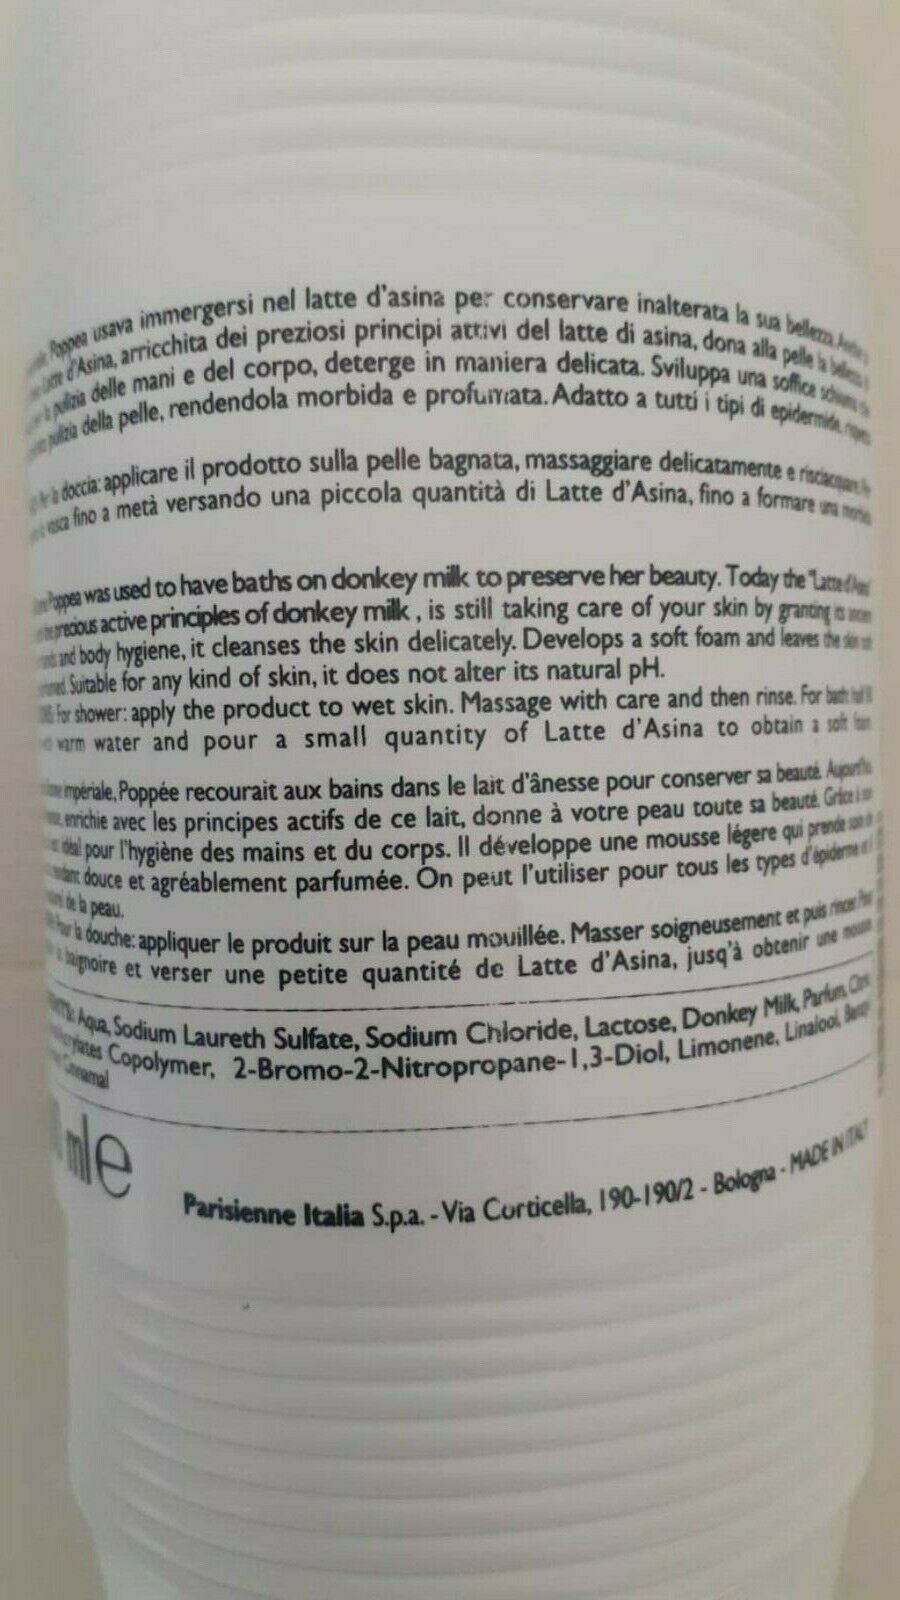 Poppea usava immergersi nel latte d'asina per conservare inalterata la sua bellezza.
Latte d'Asina, arricchita dei preziosi principi attivi del latte di asina, dona alla pelle la bellezza
pulizia delle mani e del corpo, deterge in maniera delicata. Sviluppa una soffice schiuma
pulizia della pelle, rendendola morbida e profumata. Adatto a tutti i tipi di epidermide,
Per la doccia: applicare il prodotto sulla pelle bagnata, massaggiare delicatamente e risciacquare.
vasca fino a metà versando una piccola quantità di Latte d'Asina, fino a formare una
Poppea was used to have baths on donkey milk to preserve her beauty. Today the "Latte d'Asina"
precious active principles of donkey milk, is still taking care of your skin by granting its
and body hygiene, it cleanses the skin delicately. Develops a soft foam and leaves the skin
Suitable for any kind of skin, it does not alter its natural pH.
For shower: apply the product to wet skin. Massage with care and then rinse. For bath:
warm water and pour a small quantity of Latte d'Asina to obtain a soft foam.
impériale, Poppée recourait aux bains dans le lait d'ânesse pour conserver sa beauté.
enrichie avec les principes actifs de ce lait, donne à votre peau toute sa beauté. Grâce à
idéal pour l'hygiène des mains et du corps. Il développe une mousse légere qui prende soin
douce et agréablement parfumée. On peut l'utiliser pour tous les types d'épiderme
de la peau.
Pour la douche: appliquer le produit sur la peau mouillée. Masser soigneusement et puis rincer.
baignoire et verser une petite quantité de Latte d'Asina, jusq'à obtenir une mousse
Aqua, Sodium Laureth Sulfate, Sodium Chloride, Lactose, Donkey Milk, Parfum,
Copolymer, 2-Bromo-2-Nitropropane-1,3-Diol, Limonene, Linalool,
Cinnamal
ml e
Parisienne Italia S.p.a. - Via Corticella, 190-190/2 - Bologna - MADE IN ITALY